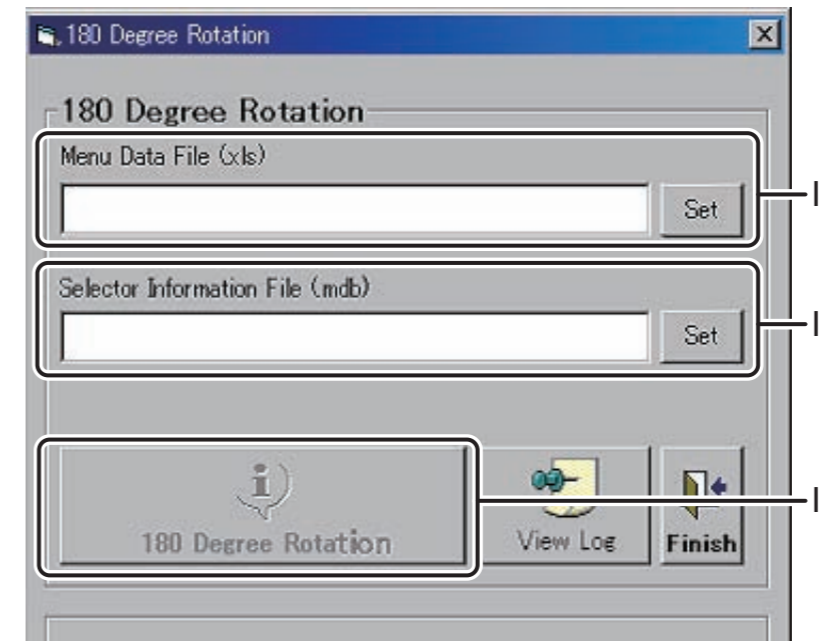 180 Degree Rotation
180 Degree Rotation
Menu Data File (xls)
Set
Selector Information File (mdb)
Set
180 Degree Rotation
View Log
Finish